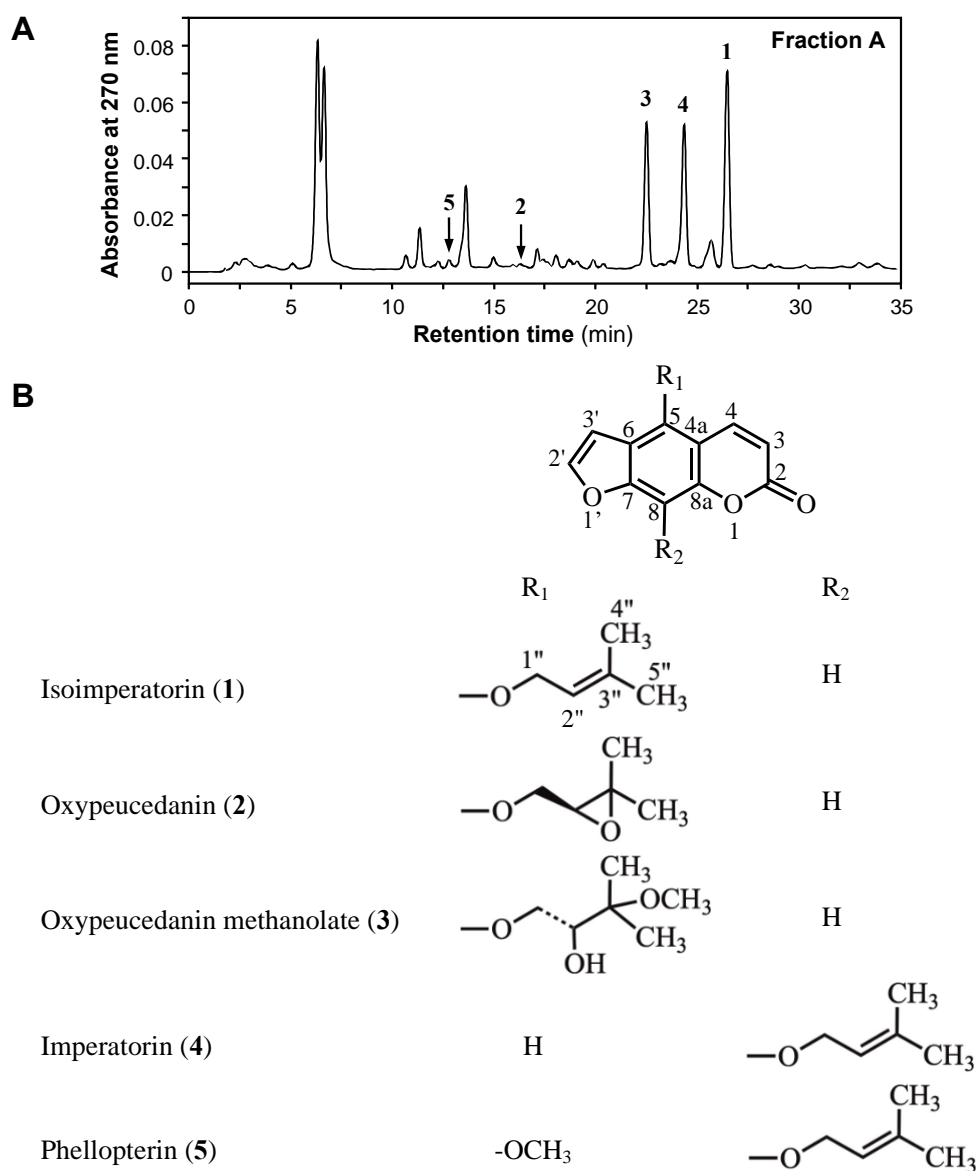 A
Fraction A
Absorbance at 270 nm
0.08
0.06
0.04
0.02
0
5
2
3
4
1
0 5 10 15 20 25 30 35
Retention time (min)
B
R₁
R₂
O
O
1'
2'
3'
4
3
2
1
4a
5
6
7
8
8a
O
R₁ R₂
Isoimperatorin (1)
O
1''
2''
3''
4''
CH₃
5''
CH₃
H
Oxypeucedanin (2)
O
CH₃
CH₃
O
H
Oxypeucedanin methanolate (3)
O
CH₃
OCH₃
CH₃
OH
H
Imperatorin (4)
H
O
CH₃
CH₃
Phellopterin (5)
-OCH₃
O
CH₃
CH₃